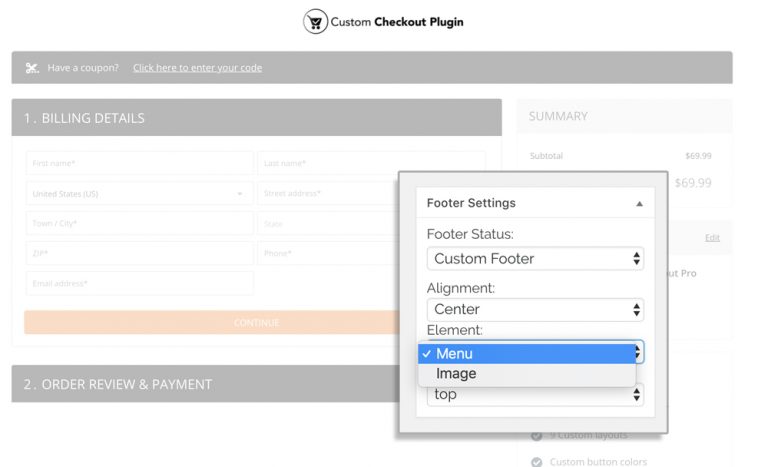 Custom Checkout Plugin
Have a coupon? Click here to enter your code
1. BILLING DETAILS
First name*
Last name*
United States (US)
Street address*
Town / City*
State
ZIP*
Phone*
Email address*
CONTINUE
2. ORDER REVIEW & PAYMENT
SUMMARY
Subtotal $69.99
$69.99
Edit
out Pro
Footer Settings
Footer Status:
Custom Footer
Alignment:
Center
Element:
Menu
Image
top
9 Custom layouts
Custom button colors